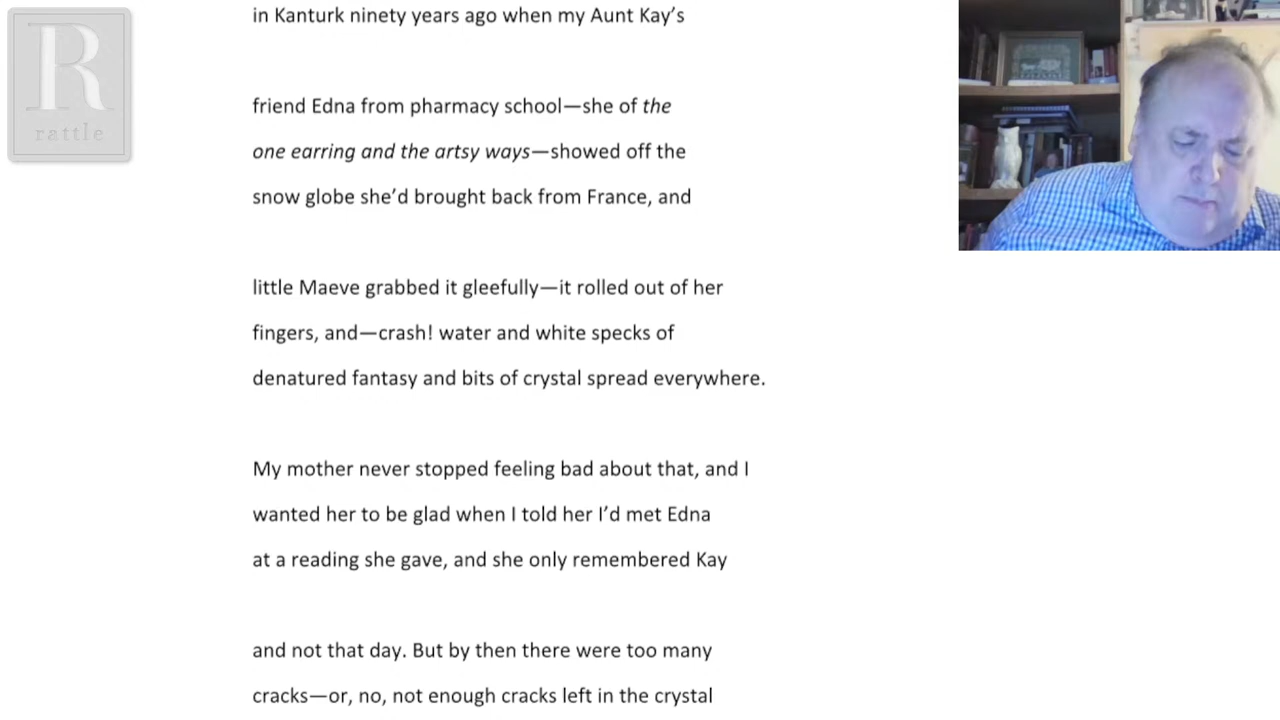 R
rattle
in Kanturk ninety years ago when my Aunt Kay’s
friend Edna from pharmacy school—she of the
one earring and the artsy ways—showed off the
snow globe she’d brought back from France, and
little Maeve grabbed it gleefully—it rolled out of her
fingers, and—crash! water and white specks of
denatured fantasy and bits of crystal spread everywhere.
My mother never stopped feeling bad about that, and I
wanted her to be glad when I told her I’d met Edna
at a reading she gave, and she only remembered Kay
and not that day. But by then there were too many
cracks—or, no, not enough cracks left in the crystal